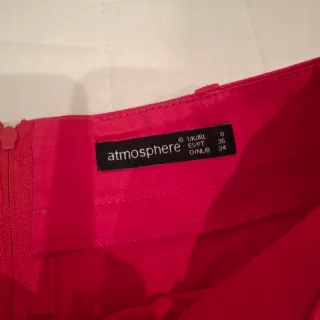 atmosphere®
UK/IRL 8
ES/PT 36
D/NL/B 34